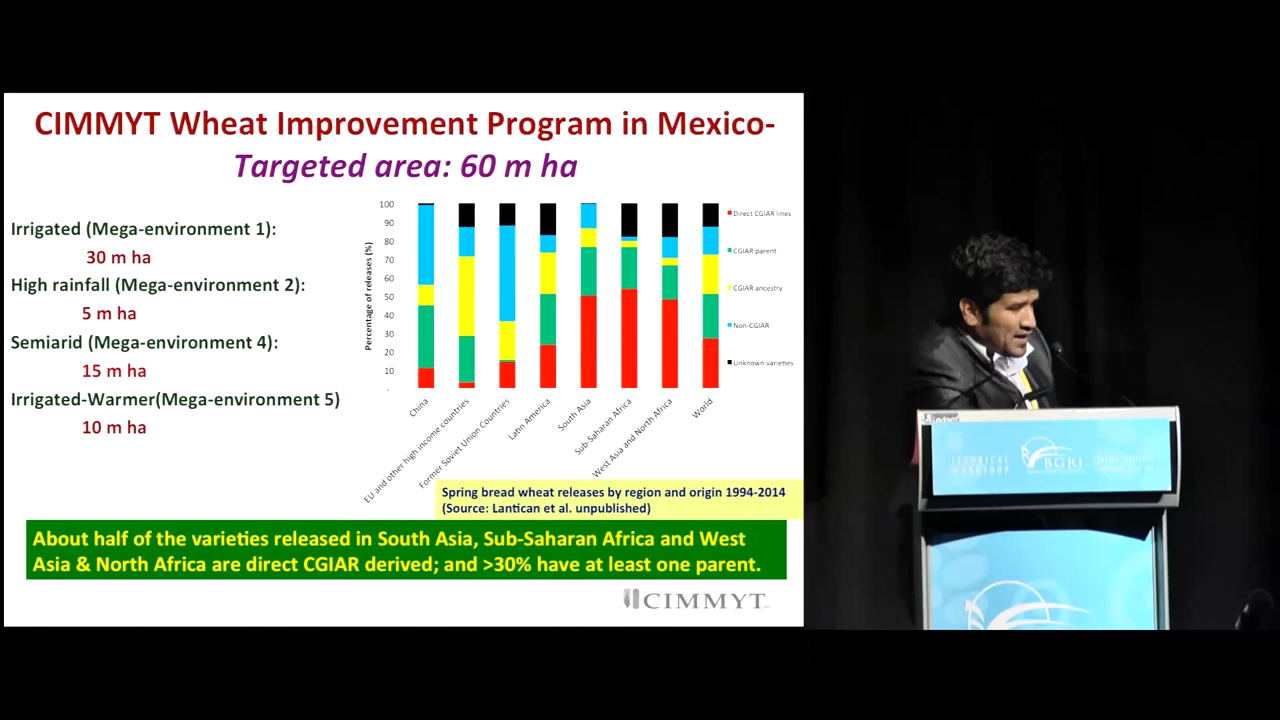 CIMMYT Wheat Improvement Program in Mexico-
Targeted area: 60 m ha
Irrigated (Mega-environment 1):
30 m ha
High rainfall (Mega-environment 2):
5 m ha
Semiarid (Mega-environment 4):
15 m ha
Irrigated-Warmer(Mega-environment 5)
10 m ha
Percentage of releases (%)
100
90
80
70
60
50
40
30
20
10
-
China
EU and other high income countries
Former Soviet Union Countries
Latin America
South Asia
Sub-Saharan Africa
West Asia and North Africa
World
Direct CGIAR lines
CGIAR parent
CGIAR ancestry
Non-CGIAR
Unknown varieties
Spring bread wheat releases by region and origin 1994-2014
(Source: Lantican et al. unpublished)
About half of the varieties released in South Asia, Sub-Saharan Africa and West
Asia & North Africa are direct CGIAR derived; and >30% have at least one parent.
CIMMYT
TECHNICAL
WORKSHOP
BGRI